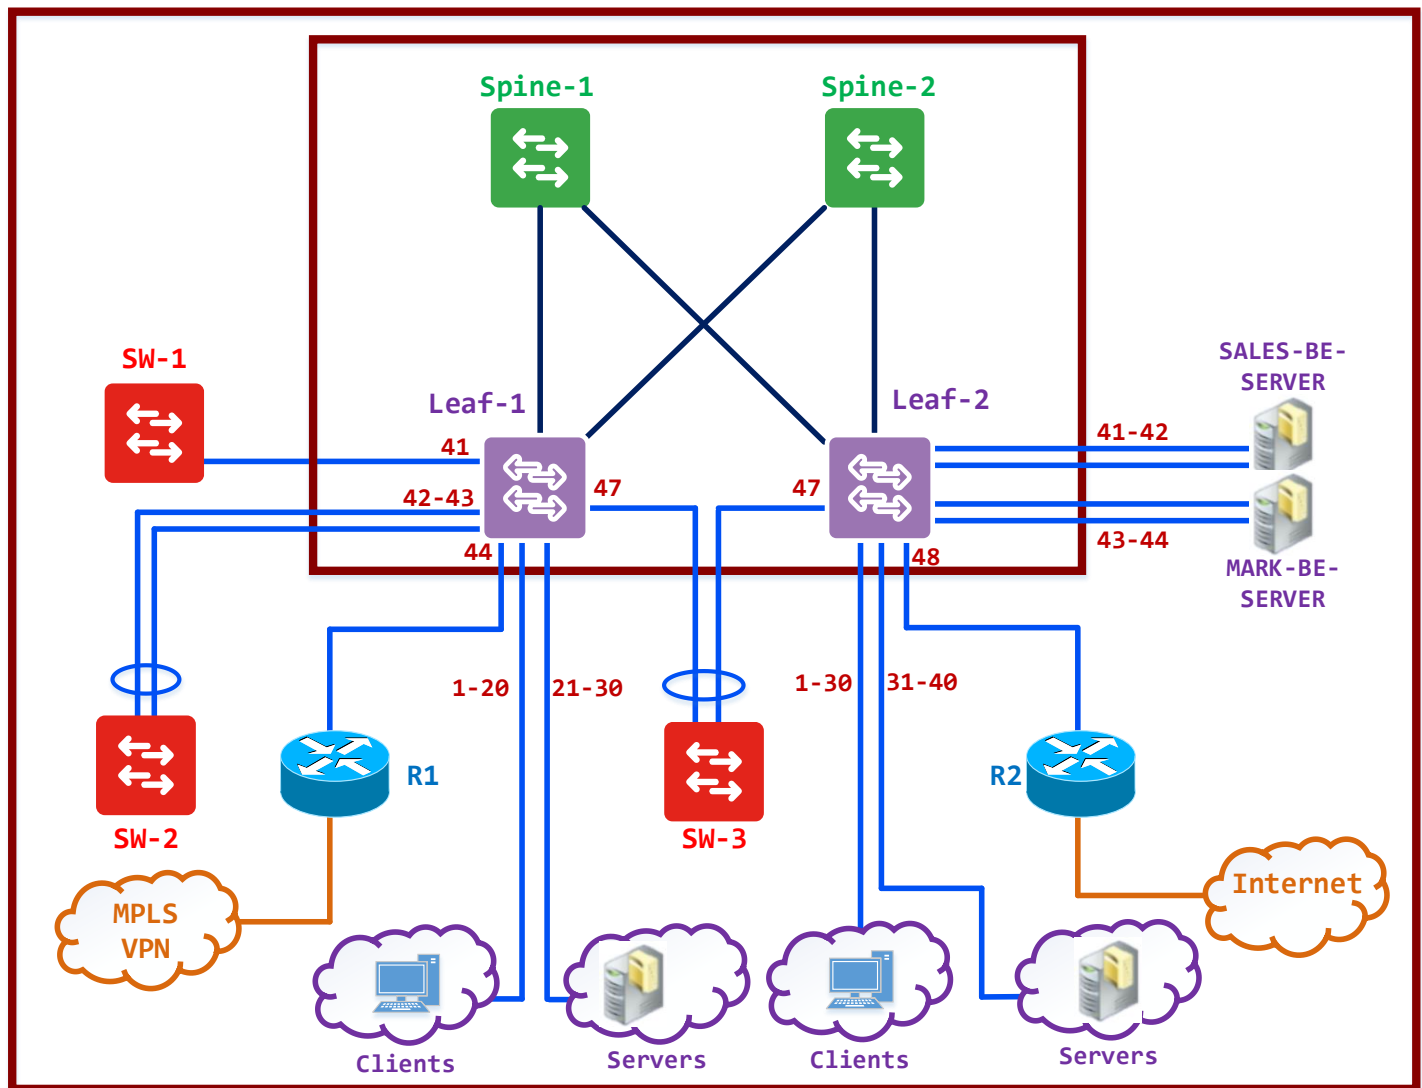 Spine-1
Spine-2
SW-1
SALES-BE-
SERVER
Leaf-1
Leaf-2
41
41-42
42-43
47
47
44
48
43-44
MARK-BE-
SERVER
1-20
21-30
1-30
31-40
R1
R2
SW-2
SW-3
MPLS
VPN
Internet
Clients
Servers
Clients
Servers